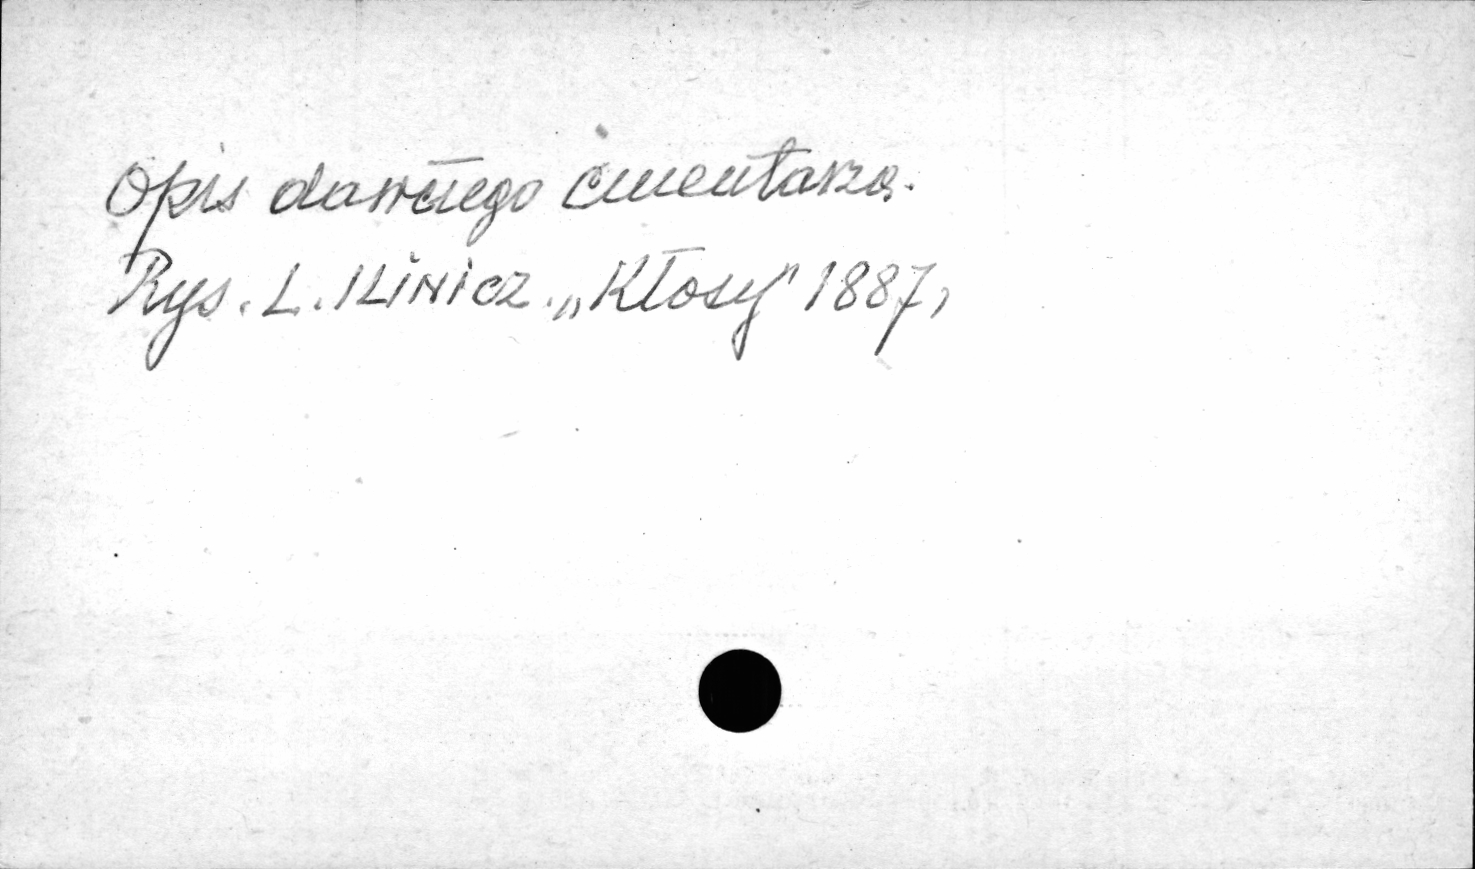 Opis dawnego cmentarza.
Rys. L. Ilinicz. „Kłosy" 1887,